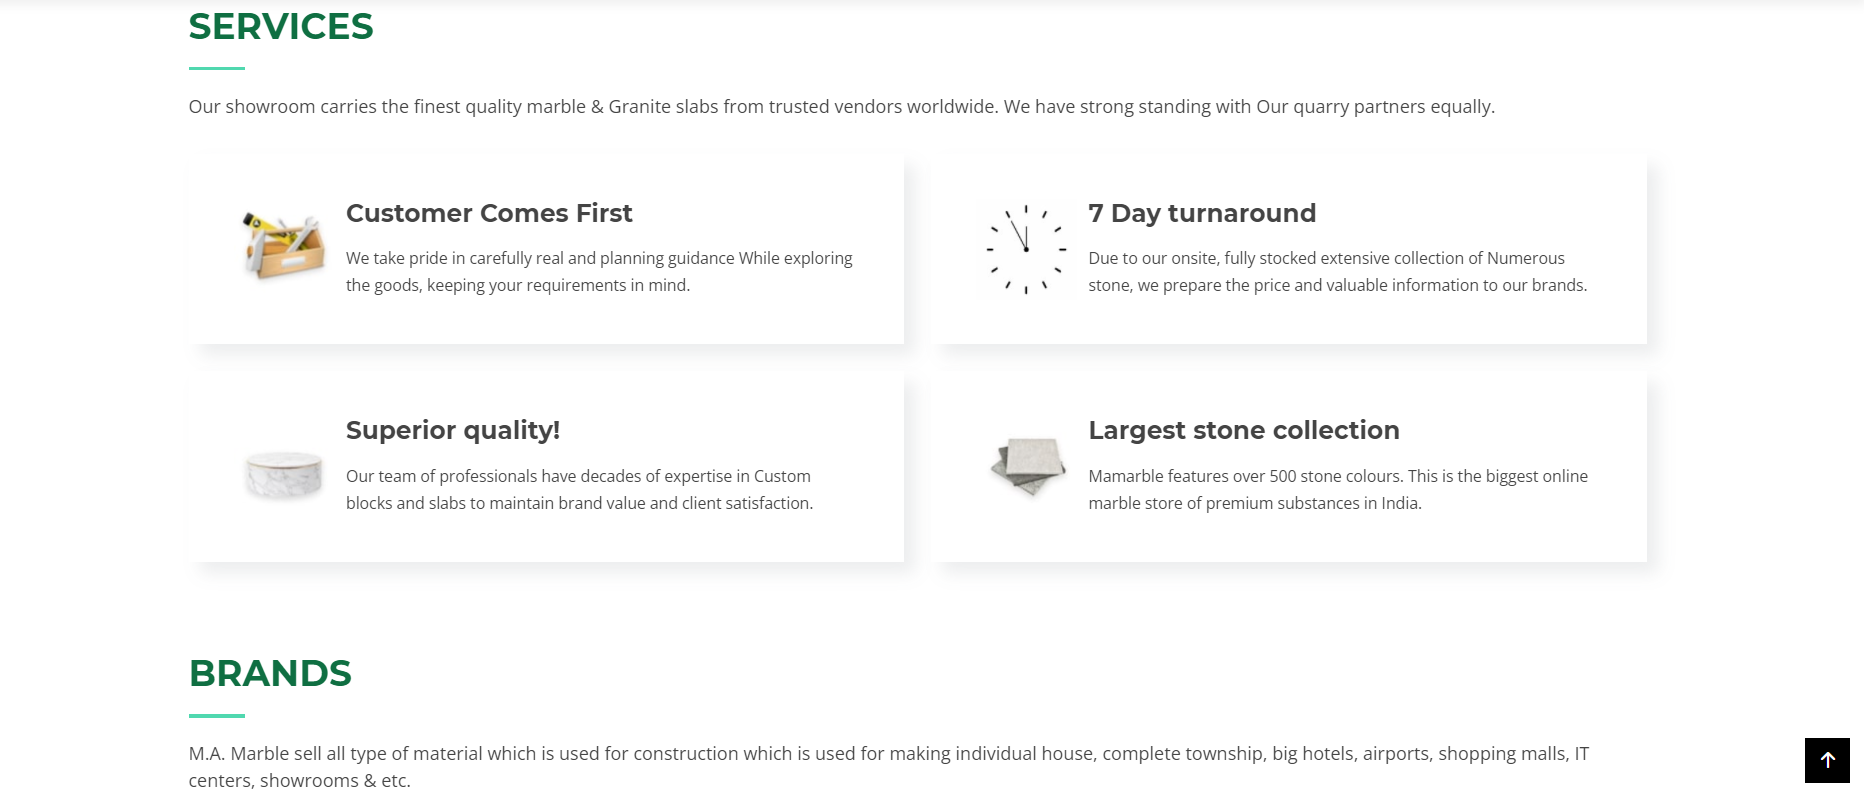 SERVICES
Our showroom carries the finest quality marble & Granite slabs from trusted vendors worldwide. We have strong standing with Our quarry partners equally.
Customer Comes First
We take pride in carefully real and planning guidance While exploring
the goods, keeping your requirements in mind.
7 Day turnaround
Due to our onsite, fully stocked extensive collection of Numerous
stone, we prepare the price and valuable information to our brands.
Superior quality!
Our team of professionals have decades of expertise in Custom
blocks and slabs to maintain brand value and client satisfaction.
Largest stone collection
Mamarble features over 500 stone colours. This is the biggest online
marble store of premium substances in India.
BRANDS
M.A. Marble sell all type of material which is used for construction which is used for making individual house, complete township, big hotels, airports, shopping malls, IT
centers, showrooms & etc.